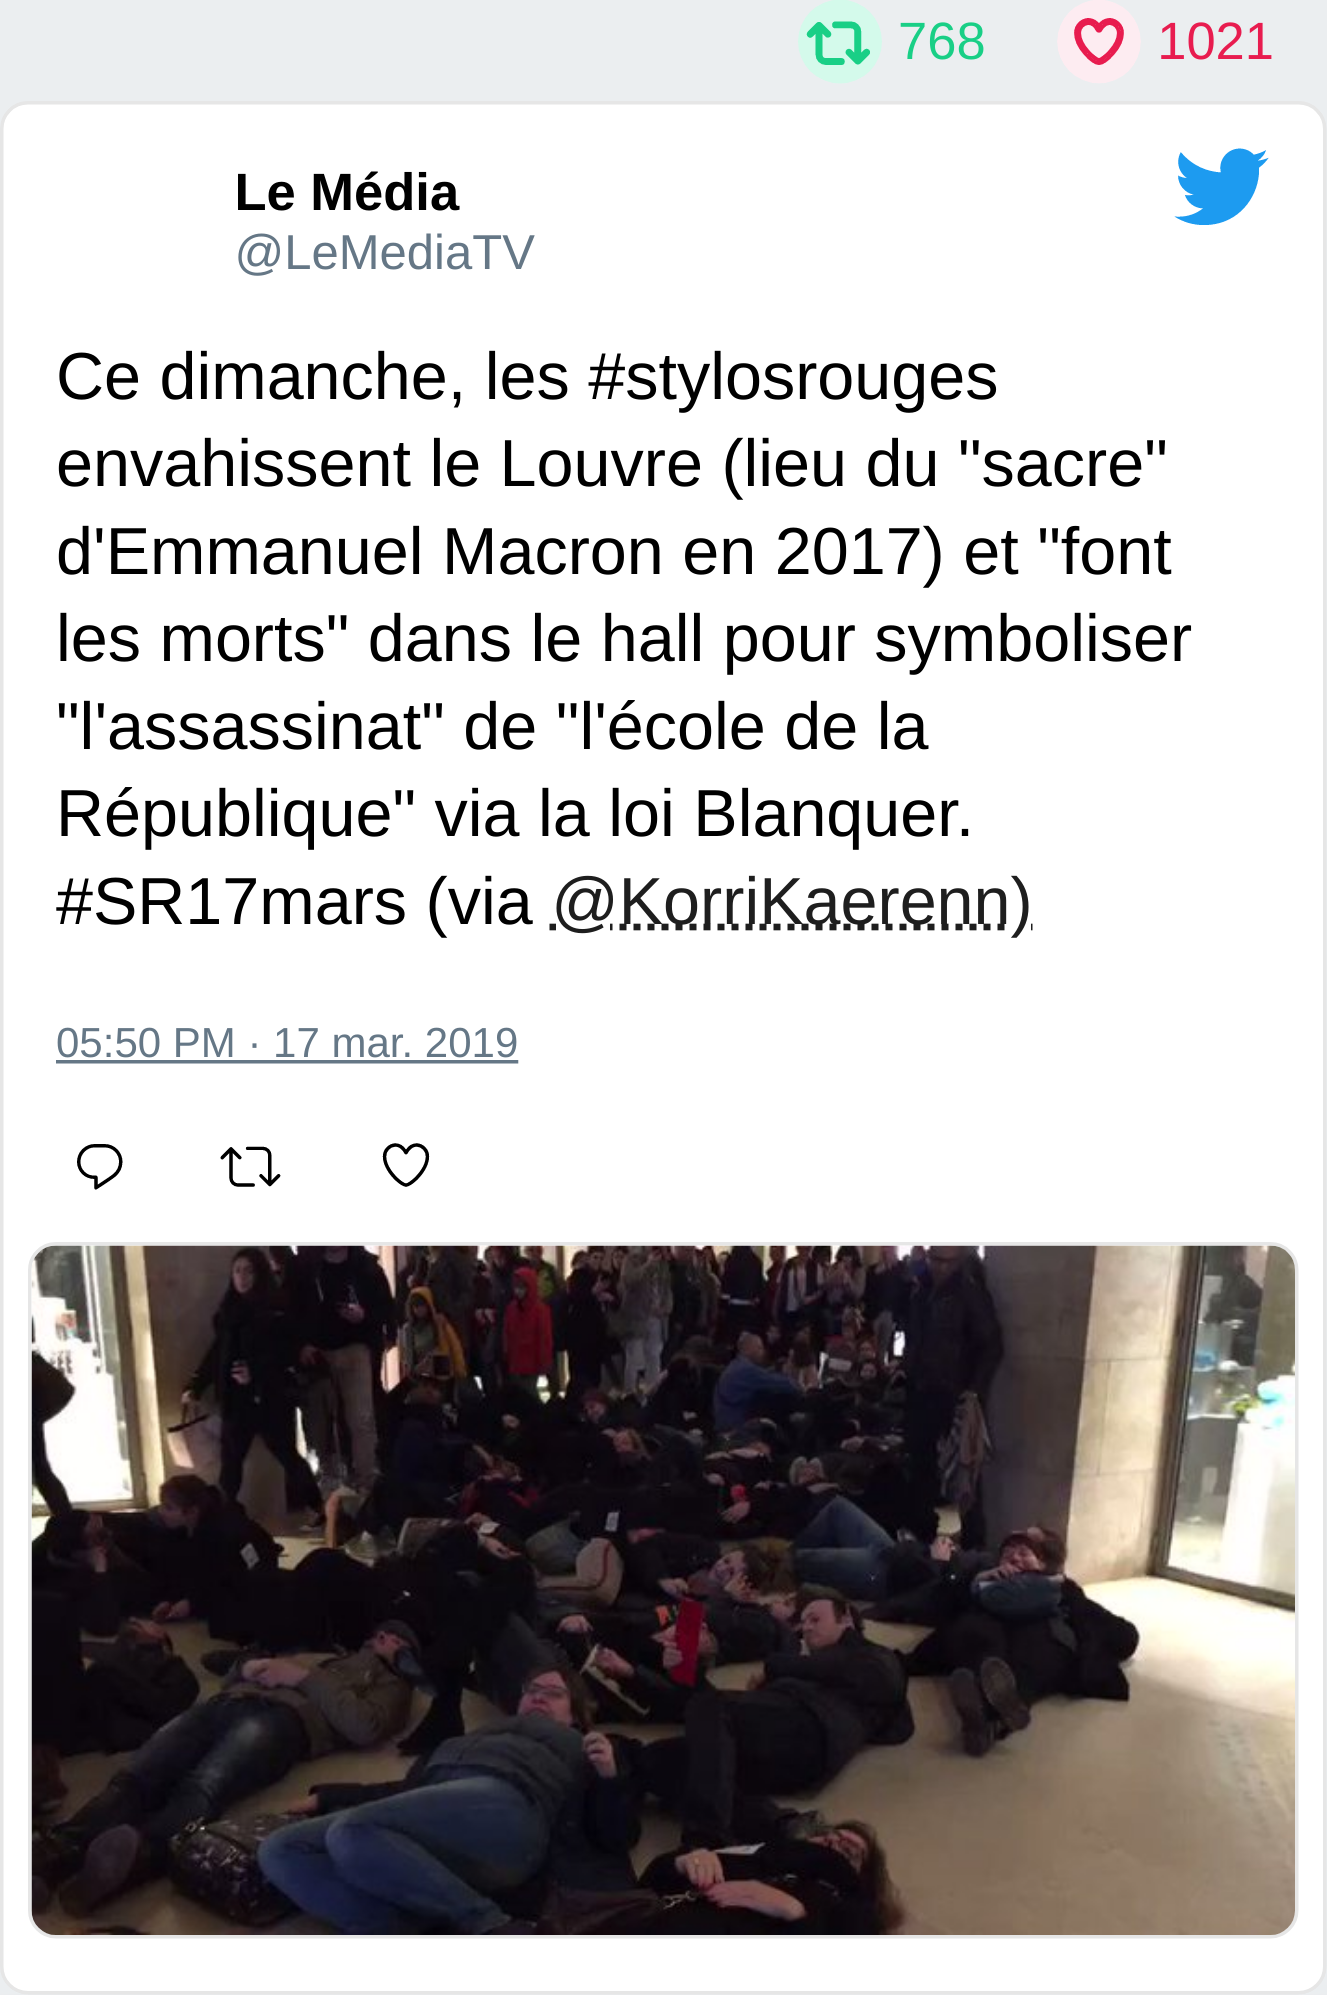 768 1021
Le Média
@LeMediaTV
Ce dimanche, les #stylosrouges
envahissent le Louvre (lieu du "sacre"
d'Emmanuel Macron en 2017) et "font
les morts" dans le hall pour symboliser
"l'assassinat" de "l'école de la
République" via la loi Blanquer.
#SR17mars (via @KorriKaerenn)
05:50 PM · 17 mar. 2019